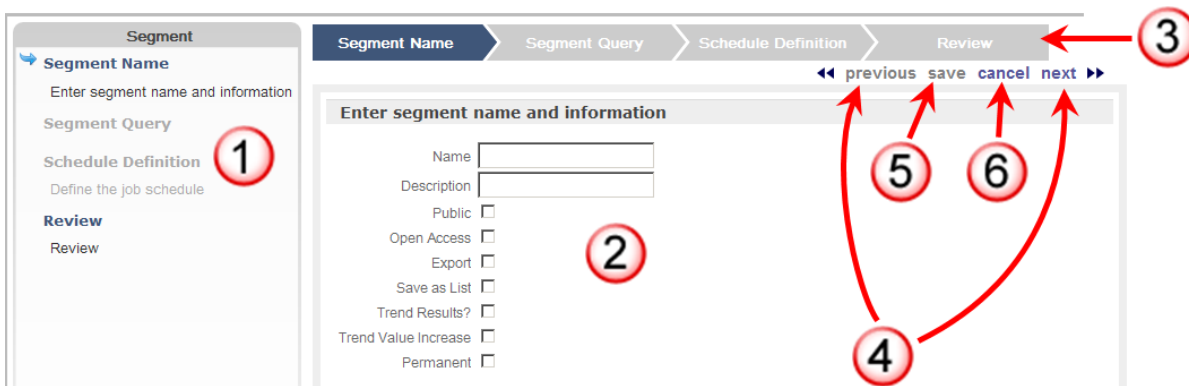 Segment
Segment Name
Enter segment name and information
Segment Query
Schedule Definition
Define the job schedule
Review
Review
1
Segment Name Segment Query Schedule Definition Review
3
previous save cancel next
Enter segment name and information
Name
Description
Public
Open Access
Export
Save as List
Trend Results?
Trend Value Increase
Permanent
2
5
6
4